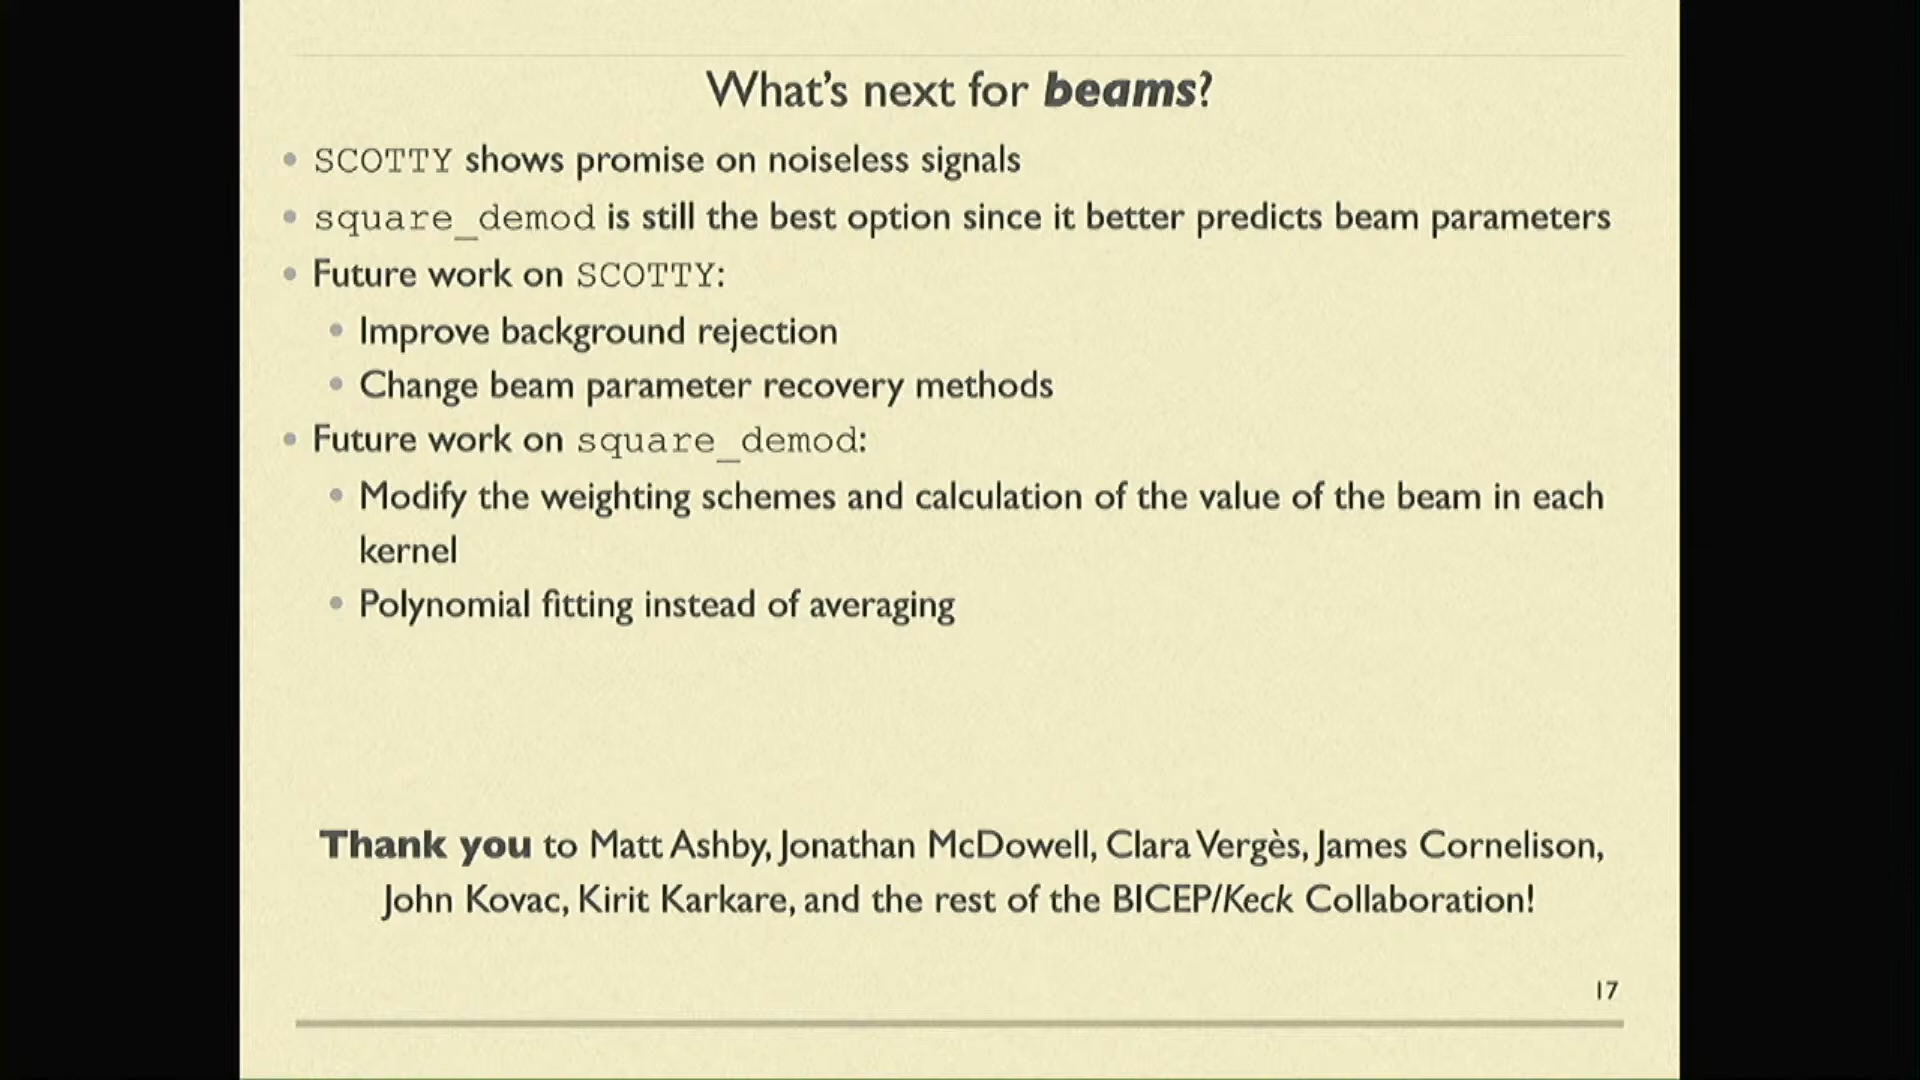 What's next for beams?
• SCOTTY shows promise on noiseless signals
• square_demod is still the best option since it better predicts beam parameters
• Future work on SCOTTY:
• Improve background rejection
• Change beam parameter recovery methods
• Future work on square_demod:
• Modify the weighting schemes and calculation of the value of the beam in each
kernel
• Polynomial fitting instead of averaging
Thank you to Matt Ashby, Jonathan McDowell, Clara Vergès, James Cornelison,
John Kovac, Kirit Karkare, and the rest of the BICEP/Keck Collaboration!
17